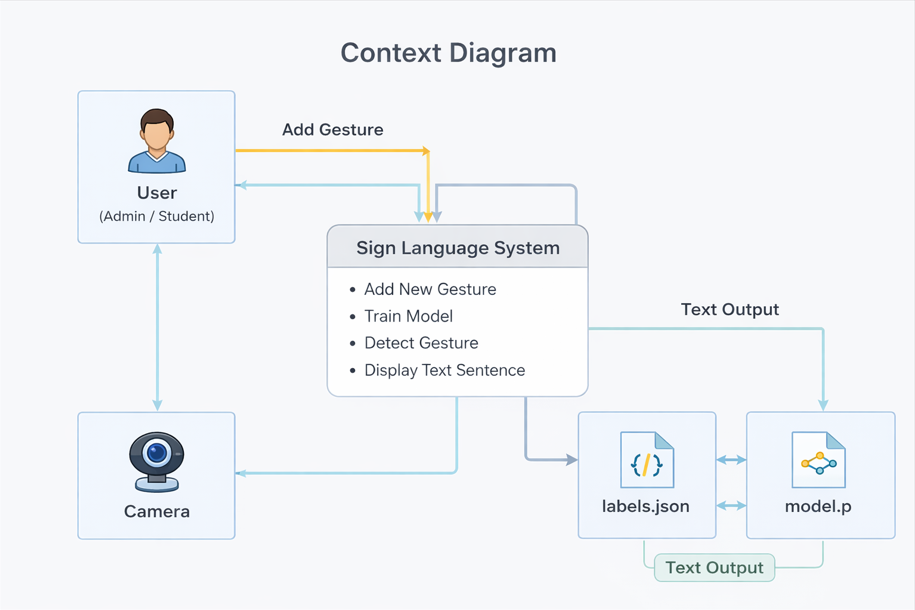 Context Diagram
User
(Admin / Student)
Add Gesture
Sign Language System
• Add New Gesture
• Train Model
• Detect Gesture
• Display Text Sentence
Text Output
Camera
{/}
labels.json
model.p
Text Output